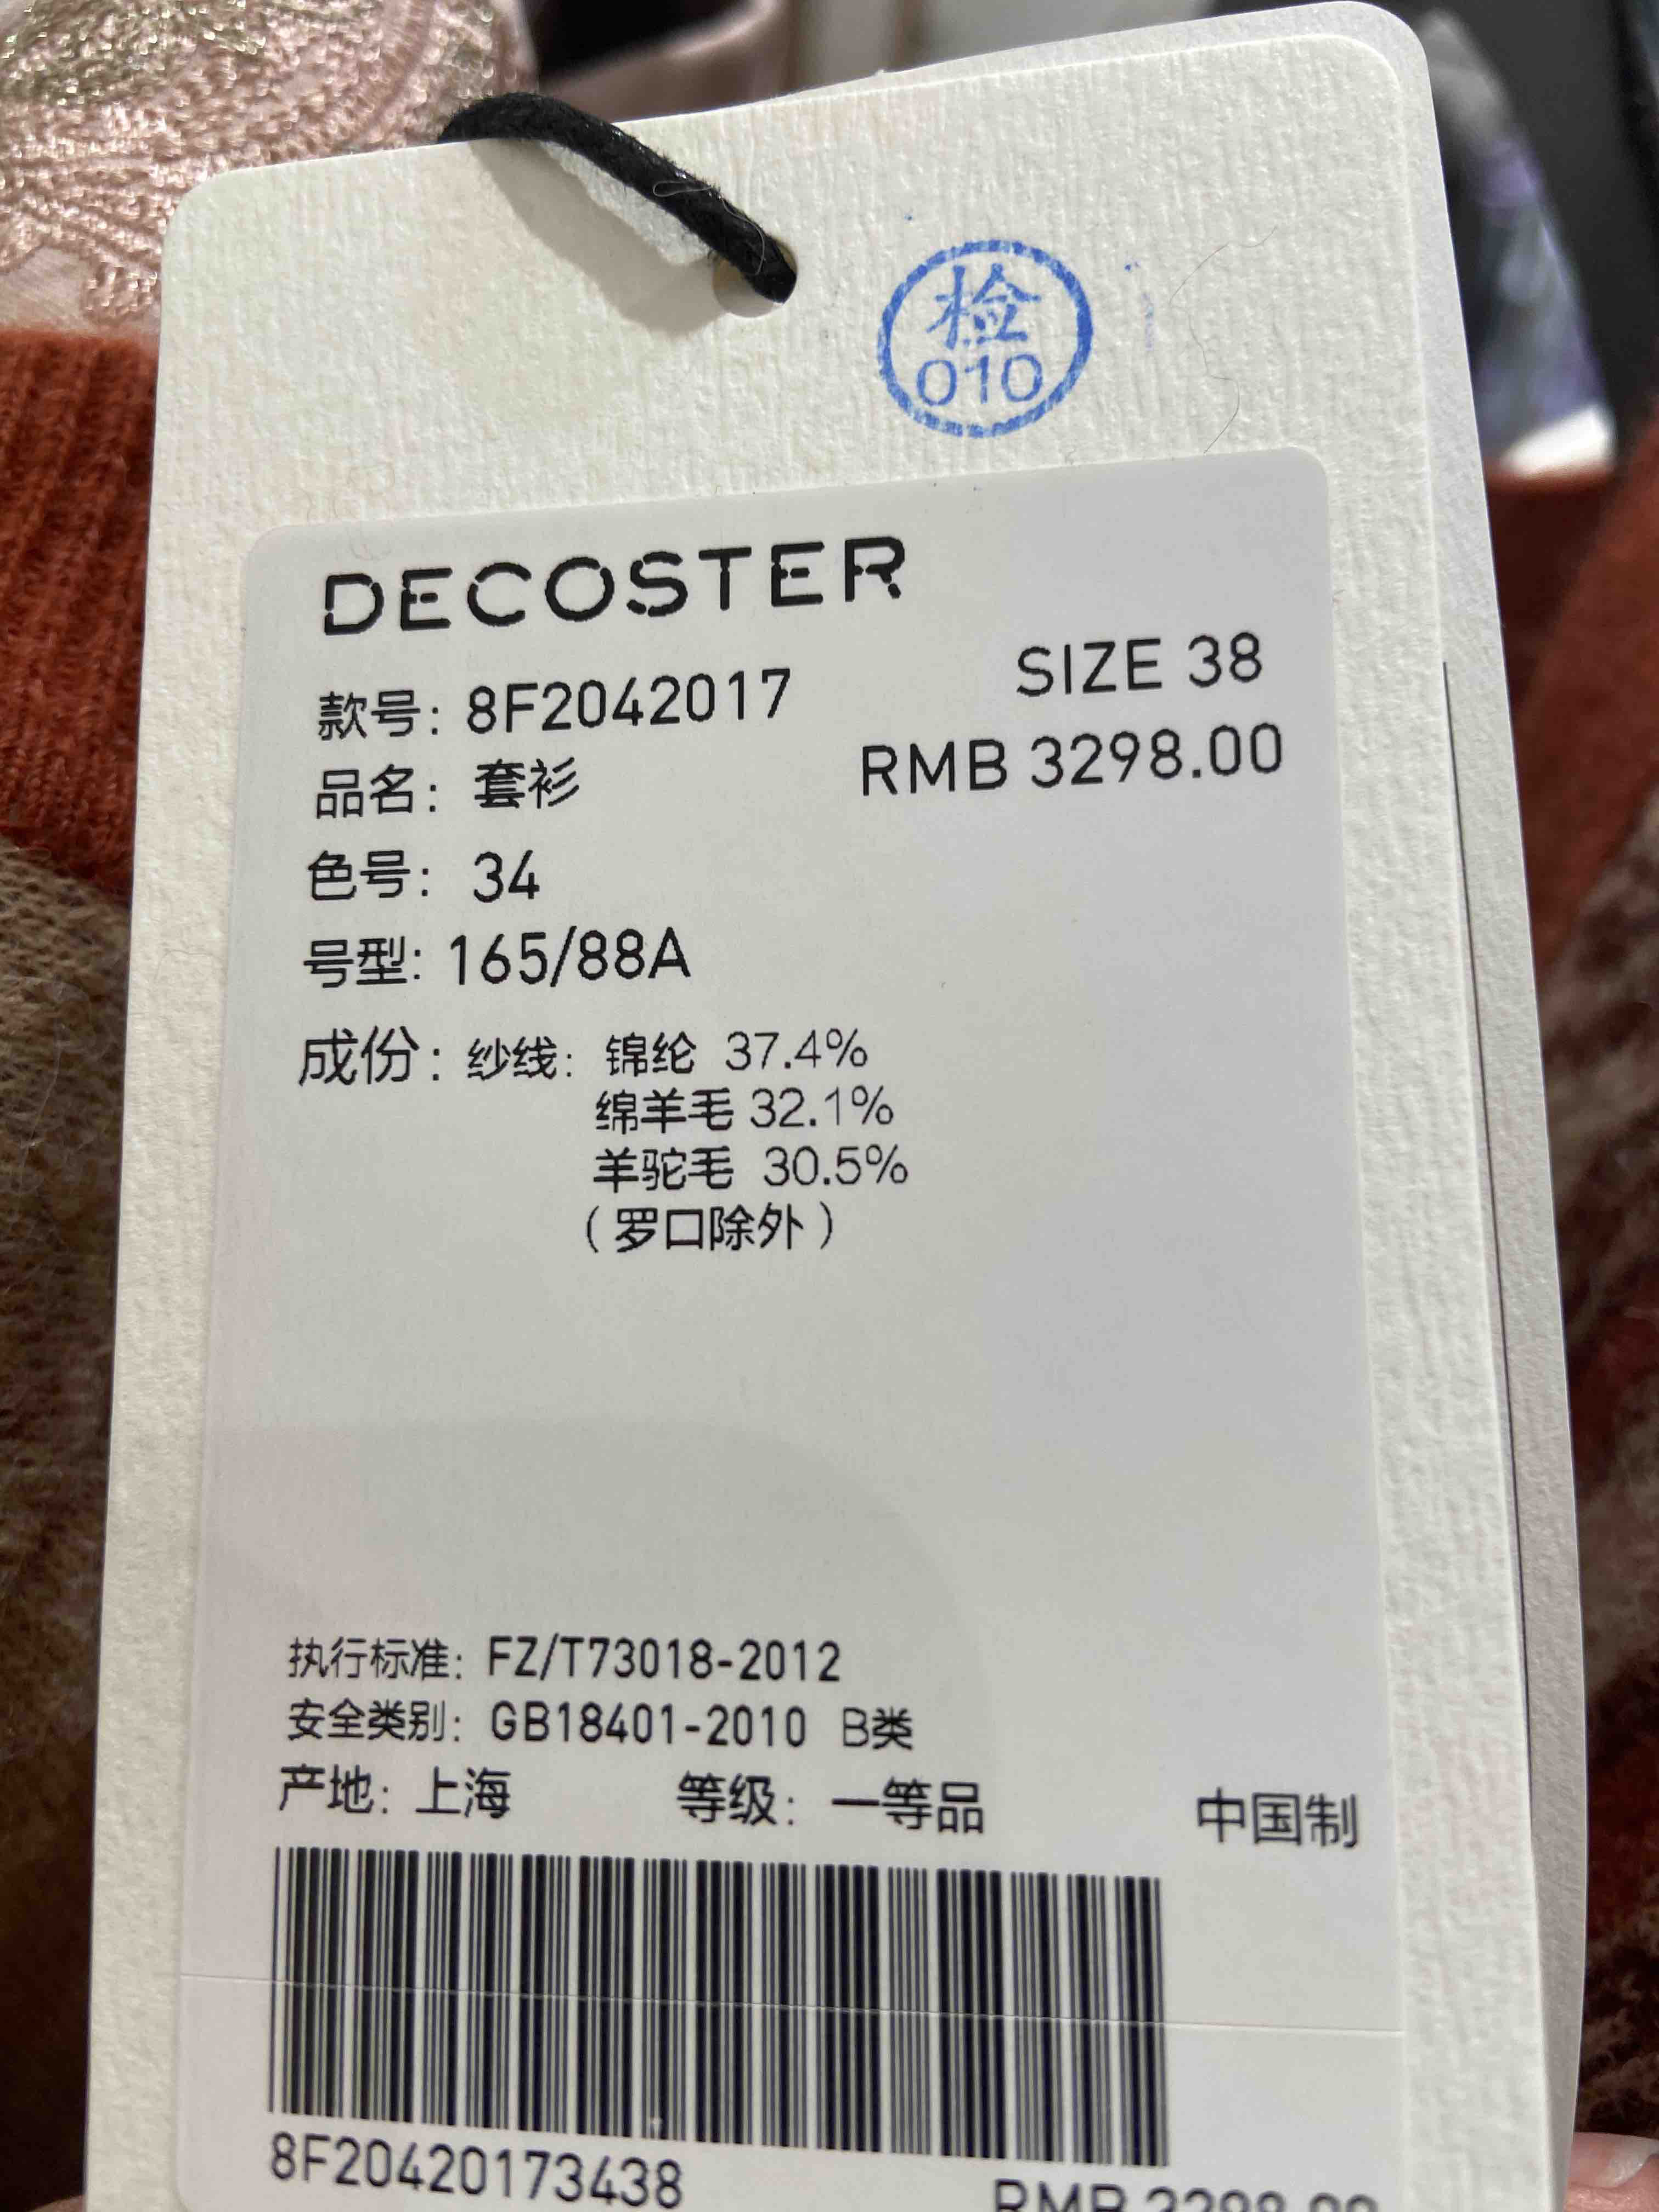 检
010
DECOSTER
款号: 8F2042017 SIZE 38
品名: 套衫 RMB 3298.00
色号: 34
号型: 165/88A
成份: 纱线: 锦纶 37.4%
绵羊毛 32.1%
羊驼毛 30.5%
(罗口除外)
执行标准: FZ/T73018-2012
安全类别: GB18401-2010 B类
产地: 上海 等级: 一等品 中国制
8F20420173438 RMB 3298.00